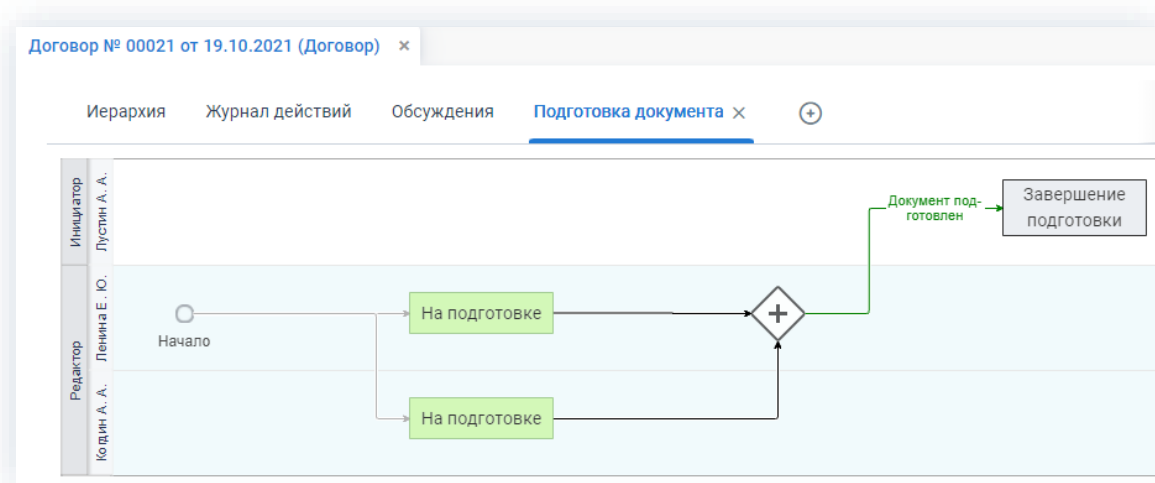 Договор № 00021 от 19.10.2021 (Договор) ×
Иерархия Журнал действий Обсуждения Подготовка документа ×
Инициатор
Лустин А. А.
Документ под-
готовлен
Завершение
подготовки
Редактор
Ленина Е. Ю.
Начало
На подготовке
Когдин А. А.
На подготовке